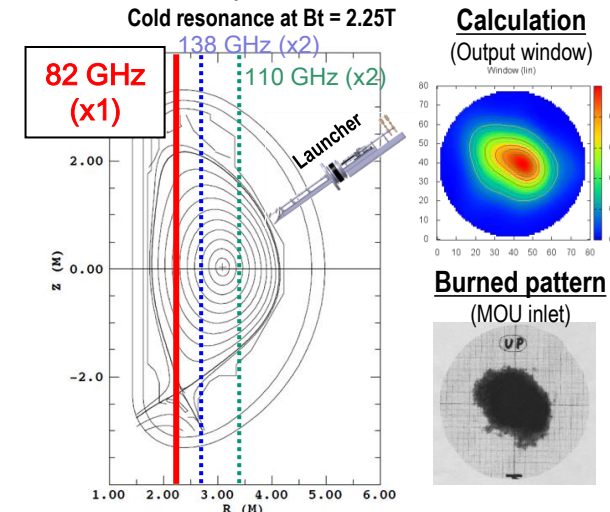 Cold resonance at Bt = 2.25T
138 GHz (x2)
82 GHz
(x1)
110 GHz (x2)
Launcher
2.00
0.00
-2.0
Z (M)
1.00 2.00 3.00 4.00 5.00 6.00
R (M)
Calculation
(Output window)
Window (lin)
80
70
60
50
40
30
20
10
0
0 10 20 30 40 50 60 70 80
Burned pattern
(MOU inlet)
UP